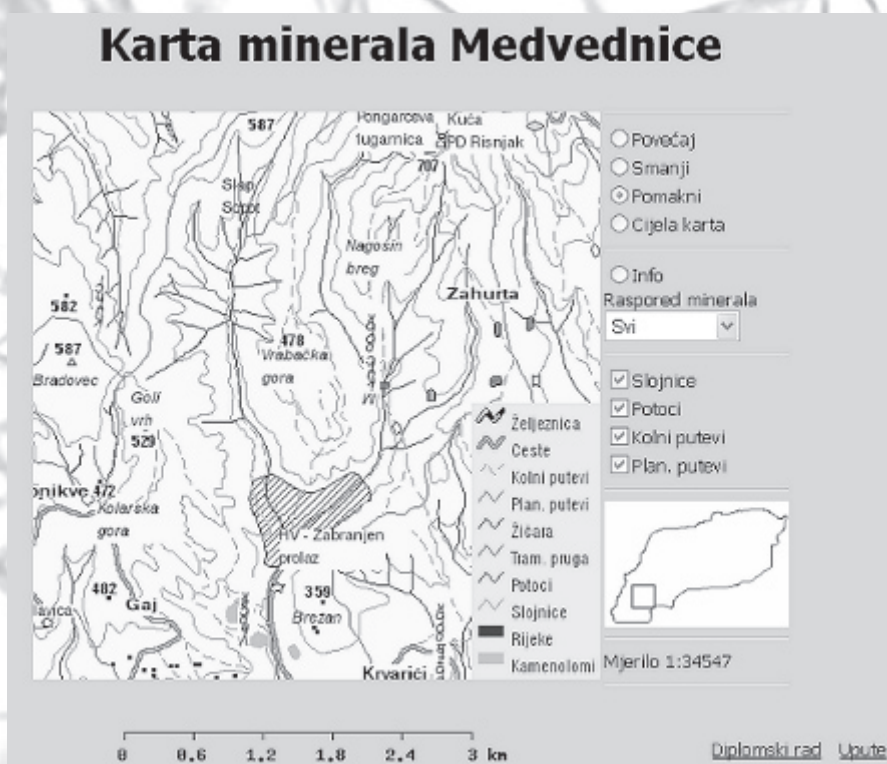 Karta minerala Medvednice
587
Kuća
fugarnica PD Risnjak
707
Slap
Sopot
Nagosin
breg
Zahurta
582
587
Bradovec
478
Vrabačka
gora
Goli
vrh
529
472
Kolarska
gora
HV - Zabranjen
prolaz
482
Gaj
359
Brezan
Krvarići
Željeznica
Ceste
Kolni putevi
Plan. putevi
Žičara
Tram. pruga
Potoci
Slojnice
Rijeke
Kamenolomi
Povećaj
Smanji
Pomakni
Cijela karta
Info
Raspored minerala
Svi
Slojnice
Potoci
Kolni putevi
Plan. putevi
Mjerilo 1:34547
0 0.6 1.2 1.8 2.4 3 km
Diplomski rad Upute